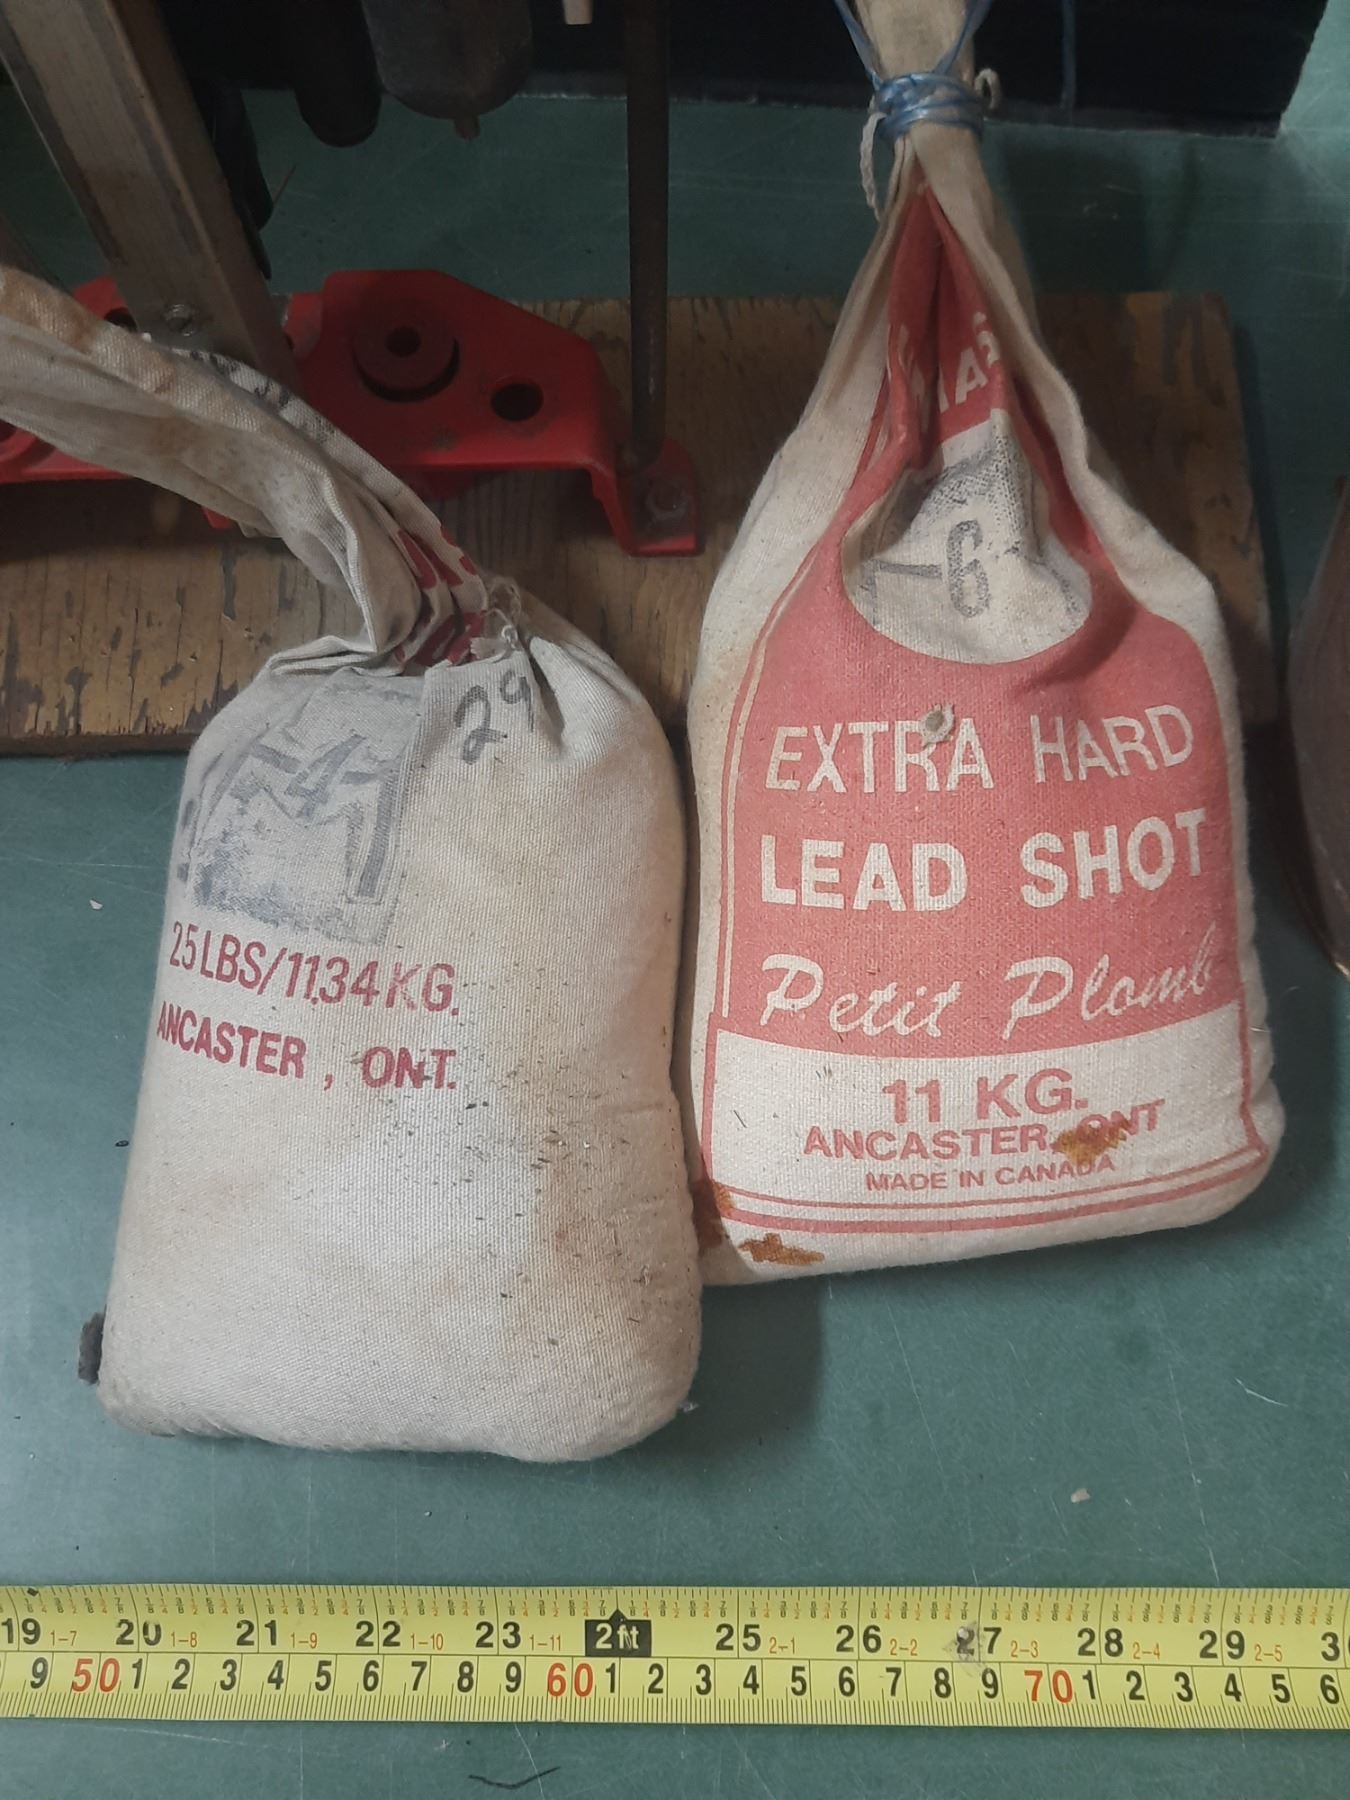 29
4
25 LBS/11.34 KG.
ANCASTER, ONT.
6
EXTRA HARD
LEAD SHOT
Petit Plomb
11 KG.
ANCASTER, ONT
MADE IN CANADA
19 1-7 20 1-8 21 1-9 22 1-10 23 1-11 2ft 25 2-1 26 2-2 27 2-3 28 2-4 29 2-5 3
9 50 1 2 3 4 5 6 7 8 9 60 1 2 3 4 5 6 7 8 9 70 1 2 3 4 5 6